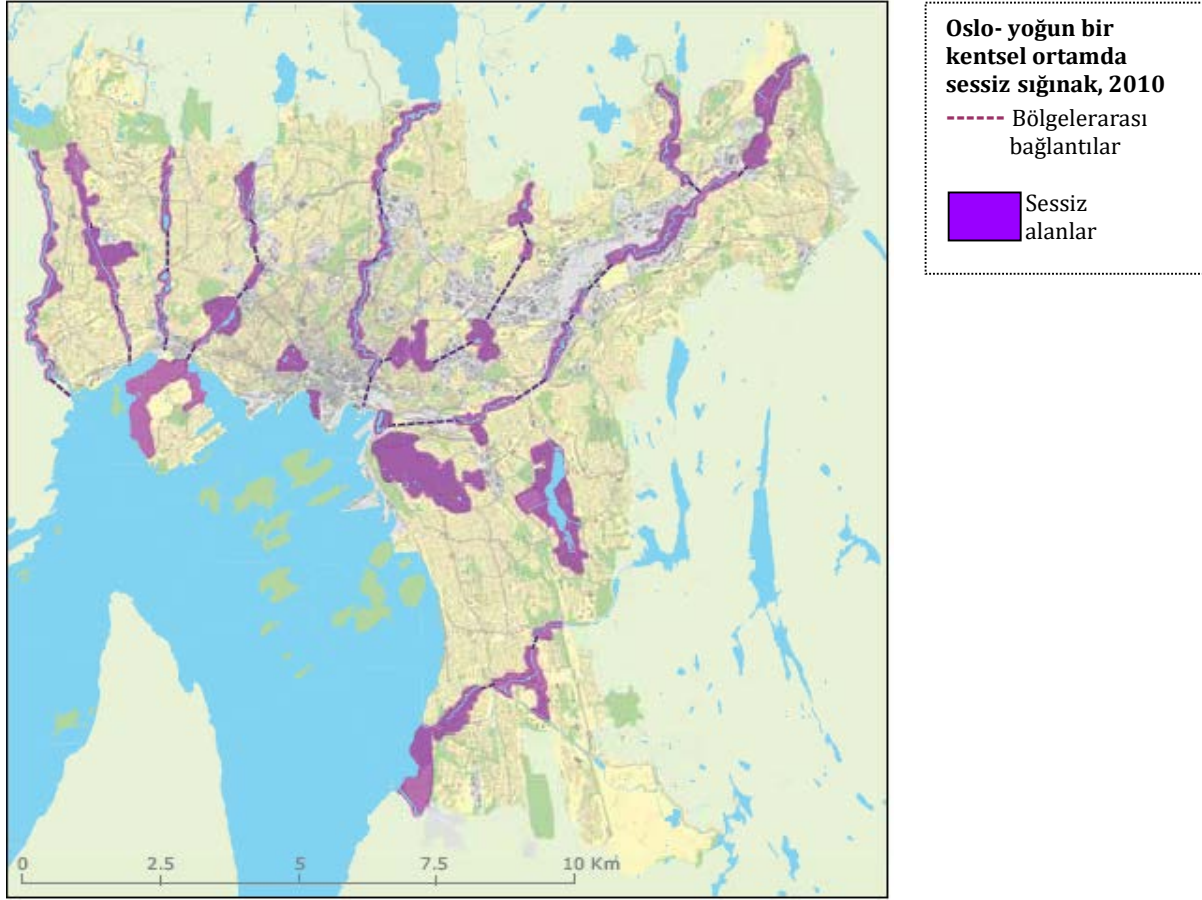 Oslo- yoğun bir
kentsel ortamda
sessiz sığınak, 2010
Bölgelerarası
bağlantılar
Sessiz
alanlar
0 2.5 5 7.5 10 Km